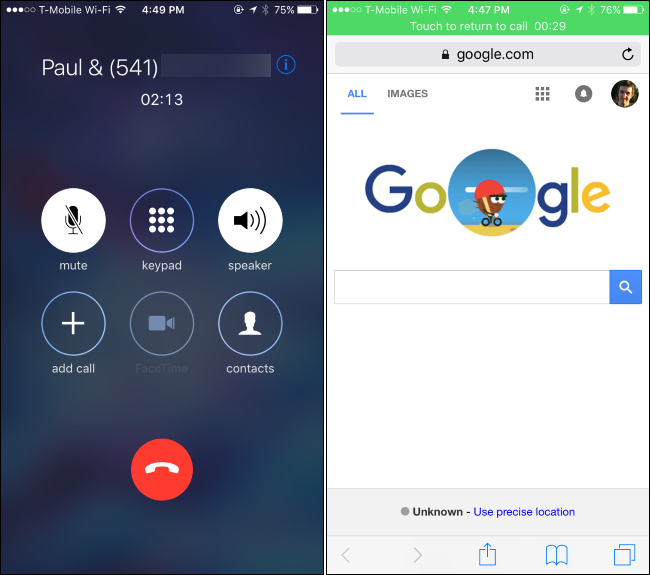 T-Mobile Wi-Fi 4:49 PM 75%
Paul & (541)
02:13
mute keypad speaker
add call FaceTime contacts
T-Mobile Wi-Fi 4:47 PM 76%
Touch to return to call 00:29
google.com
ALL IMAGES
Google
Unknown - Use precise location